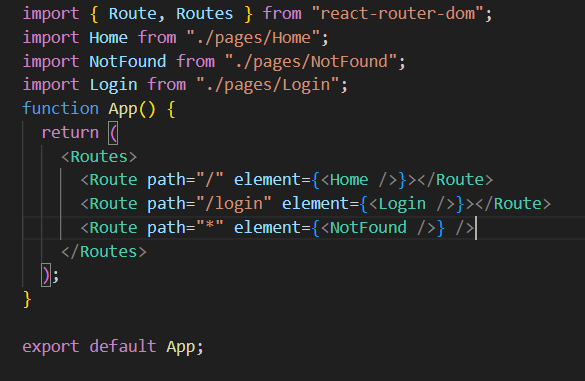 import { Route, Routes } from "react-router-dom";
import Home from "./pages/Home";
import NotFound from "./pages/NotFound";
import Login from "./pages/Login";
function App() {
  return (
    <Routes>
      <Route path="/" element={<Home />}></Route>
      <Route path="/login" element={<Login />}></Route>
      <Route path="*" element={<NotFound />} />
    </Routes>
  );
}
export default App;